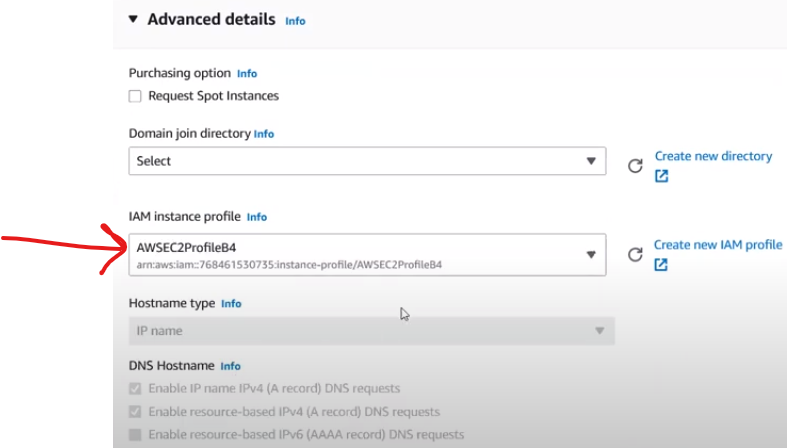 Advanced details Info
Purchasing option Info
Request Spot Instances
Domain join directory Info
Select
Create new directory
IAM instance profile Info
AWSEC2ProfileB4
arn:aws:iam::768461530735:instance-profile/AWSEC2ProfileB4
Create new IAM profile
Hostname type Info
IP name
DNS Hostname Info
Enable IP name IPv4 (A record) DNS requests
Enable resource-based IPv4 (A record) DNS requests
Enable resource-based IPv6 (AAAA record) DNS requests